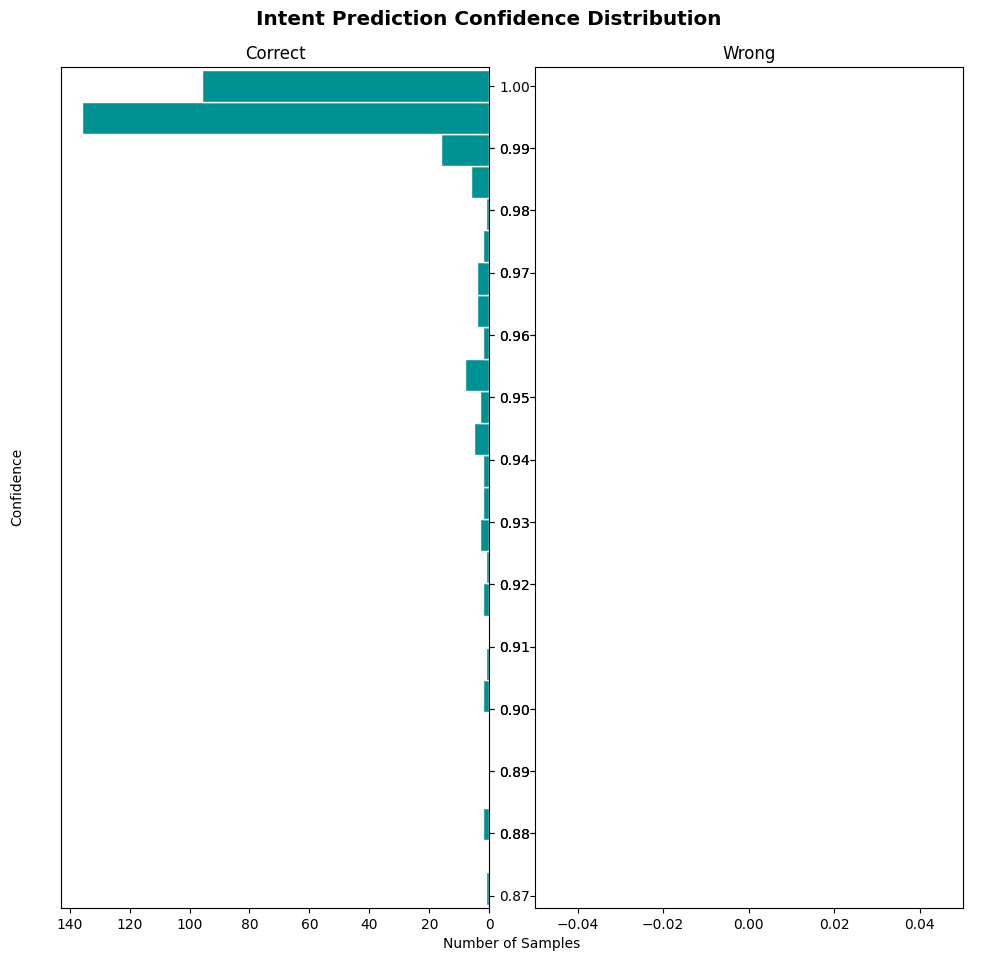 Intent Prediction Confidence Distribution
Correct
Wrong
Confidence
1.00
0.99
0.98
0.97
0.96
0.95
0.94
0.93
0.92
0.91
0.90
0.89
0.88
0.87
140 120 100 80 60 40 20 0
−0.04 −0.02 0.00 0.02 0.04
Number of Samples